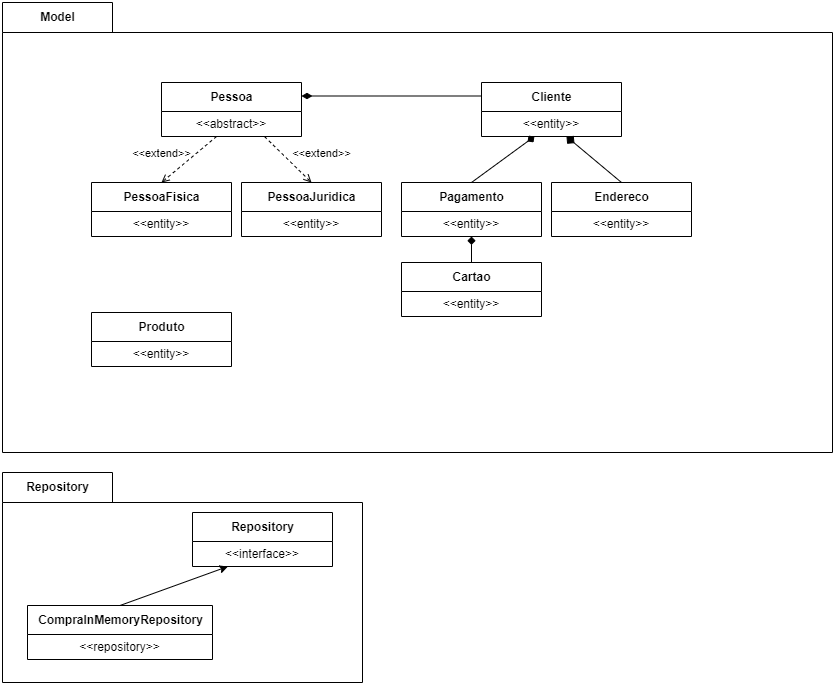 Model
Pessoa
<<abstract>>
Cliente
<<entity>>
<<extend>>
<<extend>>
PessoaFisica
<<entity>>
PessoaJuridica
<<entity>>
Pagamento
<<entity>>
Endereco
<<entity>>
Cartao
<<entity>>
Produto
<<entity>>
Repository
Repository
<<interface>>
CompraInMemoryRepository
<<repository>>